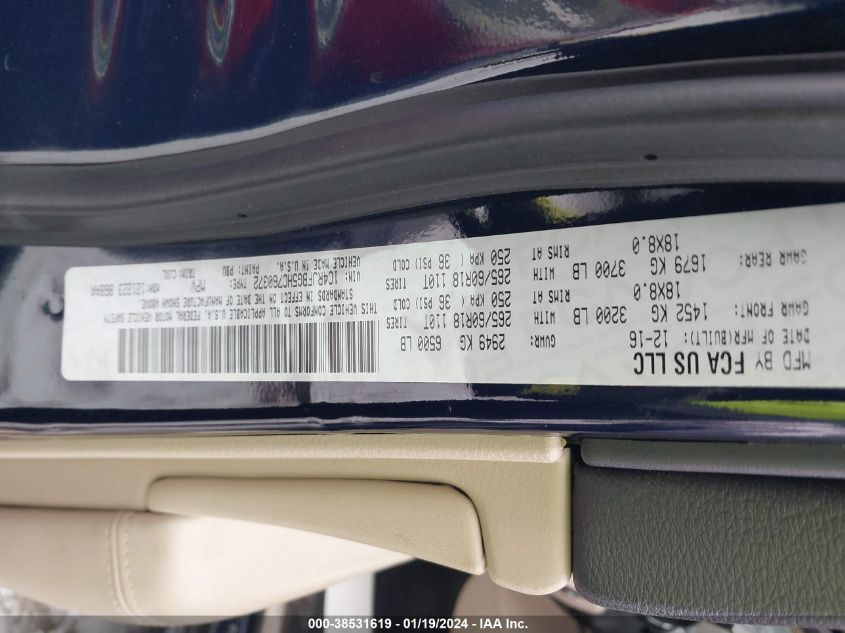 MFD BY FCA US LLC
DATE OF MFR(BUILT): 12-16
GVWR: 2949 KG 6500 LB
GAWR FRONT: 1452 KG 3200 LB WITH 265/60R18 110T TIRES
18X8.0 RIMS AT 250 KPA ( 36 PSI) COLD
GAWR REAR: 1679 KG 3700 LB WITH 265/60R18 110T TIRES
18X8.0 RIMS AT 250 KPA ( 36 PSI) COLD
THIS VEHICLE CONFORMS TO ALL APPLICABLE U.S.A. FEDERAL MOTOR VEHICLE SAFETY
STANDARDS IN EFFECT ON THE DATE OF MANUFACTURE SHOWN ABOVE.
VIN: 1C4RJFBG5HC760372 TYPE: MPV
VEHICLE MADE IN U.S.A. PAINT: PBU TRIM:
000-38531619 - 01/19/2024 - IAA Inc.